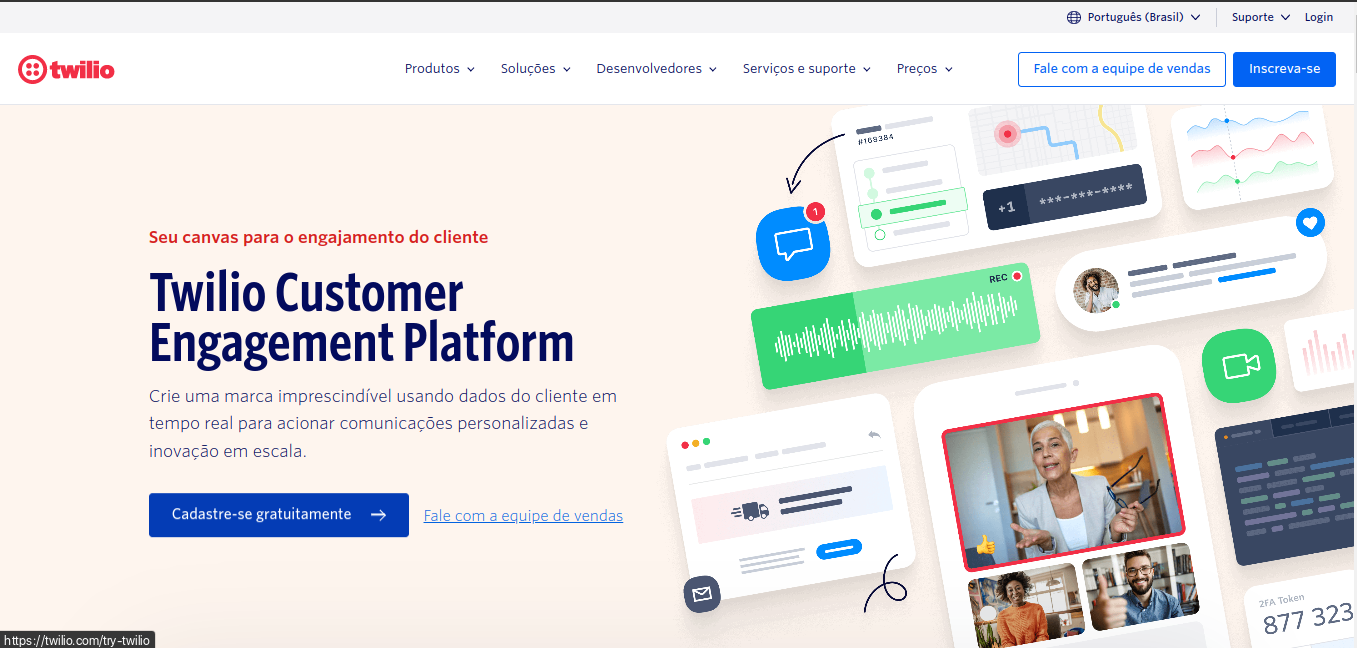 Português (Brasil) Suporte Login
twilio Produtos Soluções Desenvolvedores Serviços e suporte Preços Fale com a equipe de vendas Inscreva-se
#169384
+1 ***-***-****
1
Seu canvas para o engajamento do cliente
Twilio Customer
Engagement Platform
REC
Crie uma marca imprescindível usando dados do cliente em
tempo real para acionar comunicações personalizadas e
inovação em escala.
Cadastre-se gratuitamente Fale com a equipe de vendas
2FA Token
877 323
https://twilio.com/try-twilio